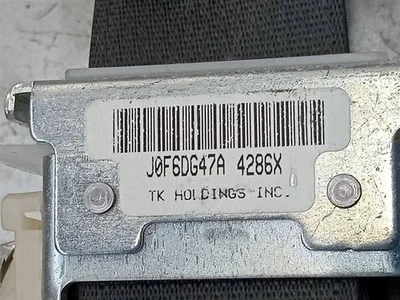 J0F6DG47A 4286X
TK HOLDINGS INC.